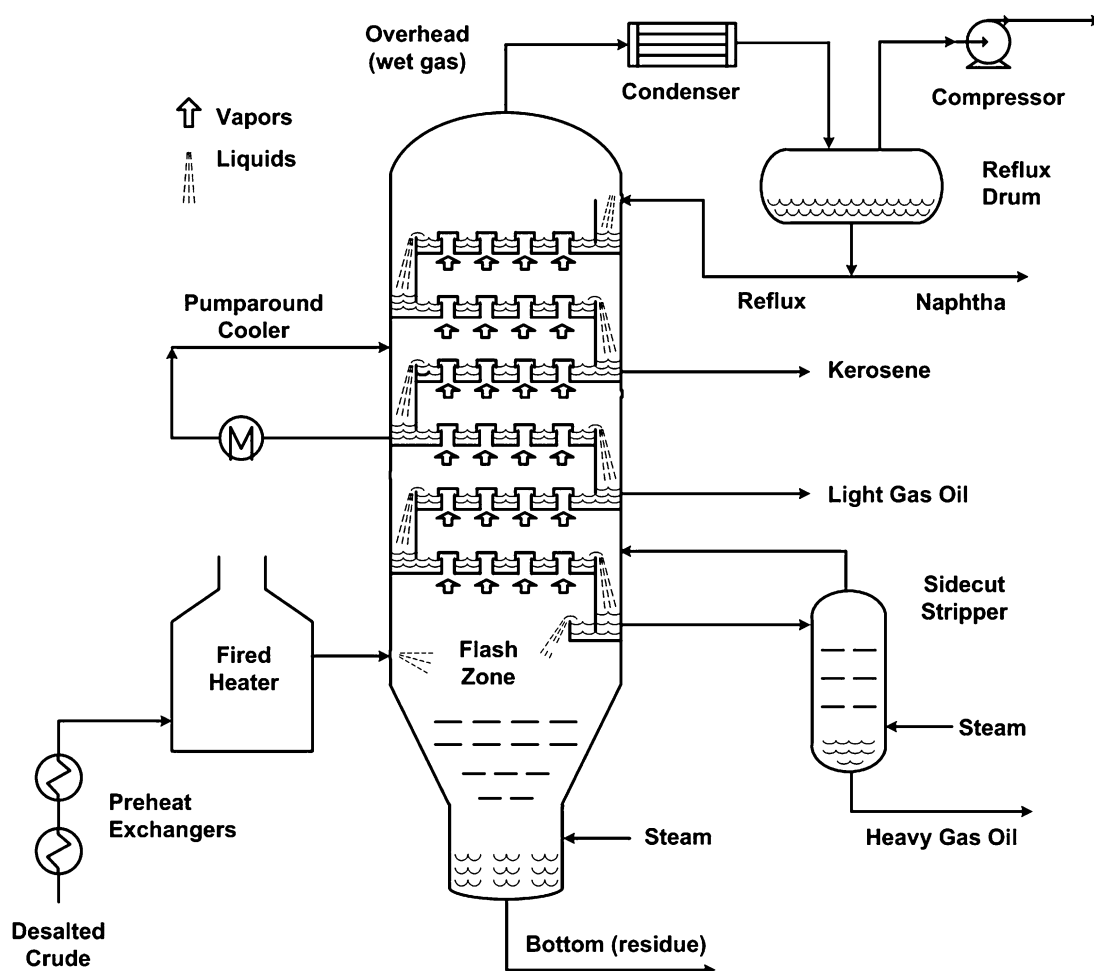 Overhead
(wet gas)
Condenser
Compressor
Vapors
Liquids
Reflux
Drum
Reflux
Naphtha
Pumparound
Cooler
Kerosene
Light Gas Oil
Sidecut
Stripper
Fired
Heater
Flash
Zone
Steam
Preheat
Exchangers
Steam
Heavy Gas Oil
Desalted
Crude
Bottom (residue)